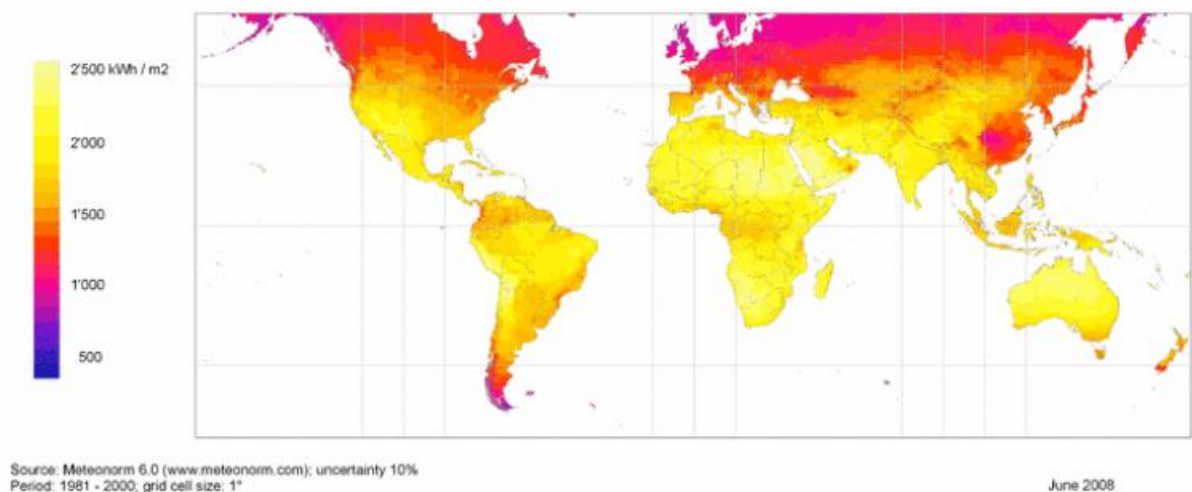 2'500 kWh / m2
2'000
1'500
1'000
500
Source: Meteonorm 6.0 (www.meteonorm.com); uncertainty 10%
Period: 1981 - 2000; grid cell size: 1°
June 2008